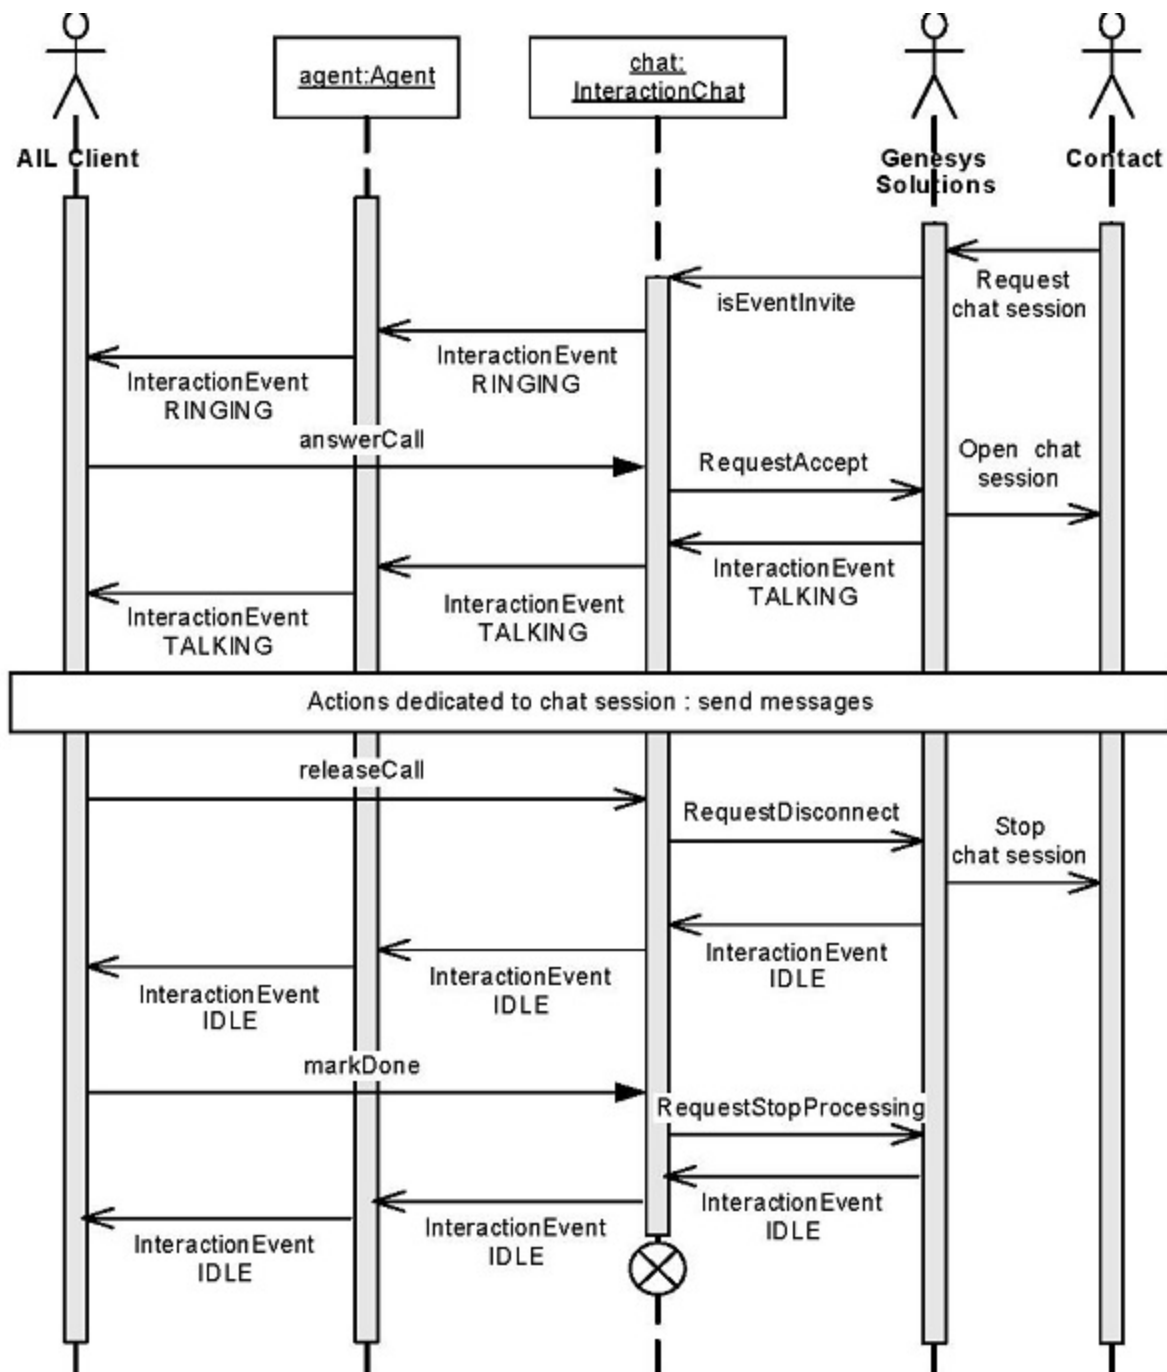 agent:Agent
chat:
InteractionChat
AIL Client
Genesys
Solutions
Contact
Request
chat session
isEventInvite
InteractionEvent
RINGING
InteractionEvent
RINGING
answerCall
RequestAccept
Open chat
session
InteractionEvent
TALKING
InteractionEvent
TALKING
InteractionEvent
TALKING
Actions dedicated to chat session : send messages
releaseCall
RequestDisconnect
Stop
chat session
InteractionEvent
IDLE
InteractionEvent
IDLE
InteractionEvent
IDLE
markDone
RequestStopProcessing
InteractionEvent
IDLE
InteractionEvent
IDLE
InteractionEvent
IDLE